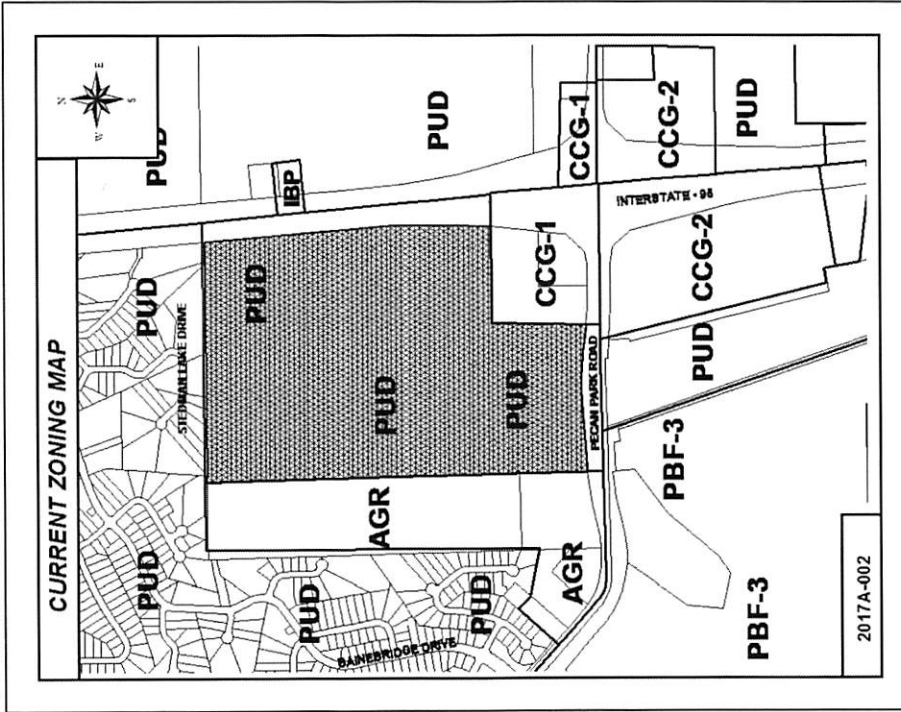 CURRENT ZONING MAP
N
W
E
S
PUD
PUD
PUD
STEDMAN LAKE DRIVE
PUD
IBP
PUD
AGR
PUD
PUD
BAINEBRIDGE DRIVE
PUD
PUD
CCG-1
CCG-1
AGR
PECAN PARK ROAD
INTERSTATE - 95
PBF-3
PUD
CCG-2
CCG-2
PBF-3
PUD
2017A-002